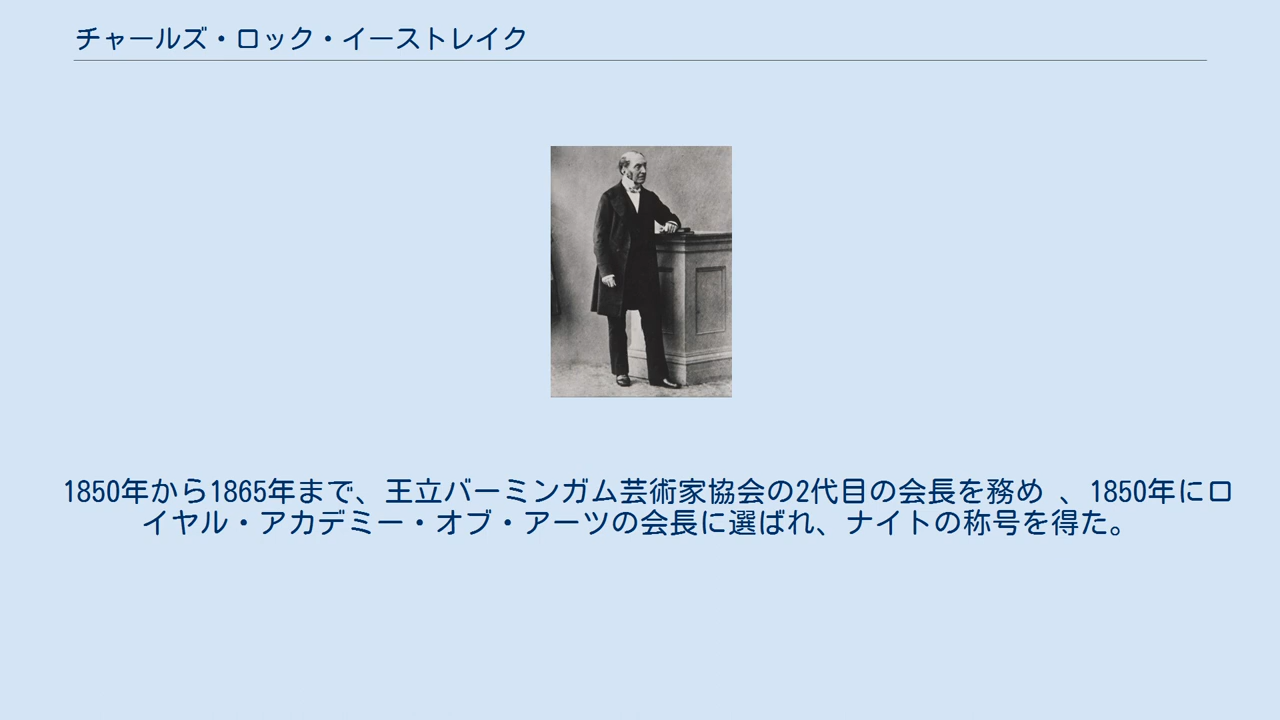 チャールズ・ロック・イーストレイク
1850年から1865年まで、王立バーミンガム芸術家協会の2代目の会長を務め 、1850年にロ
イヤル・アカデミー・オブ・アーツの会長に選ばれ、ナイトの称号を得た。